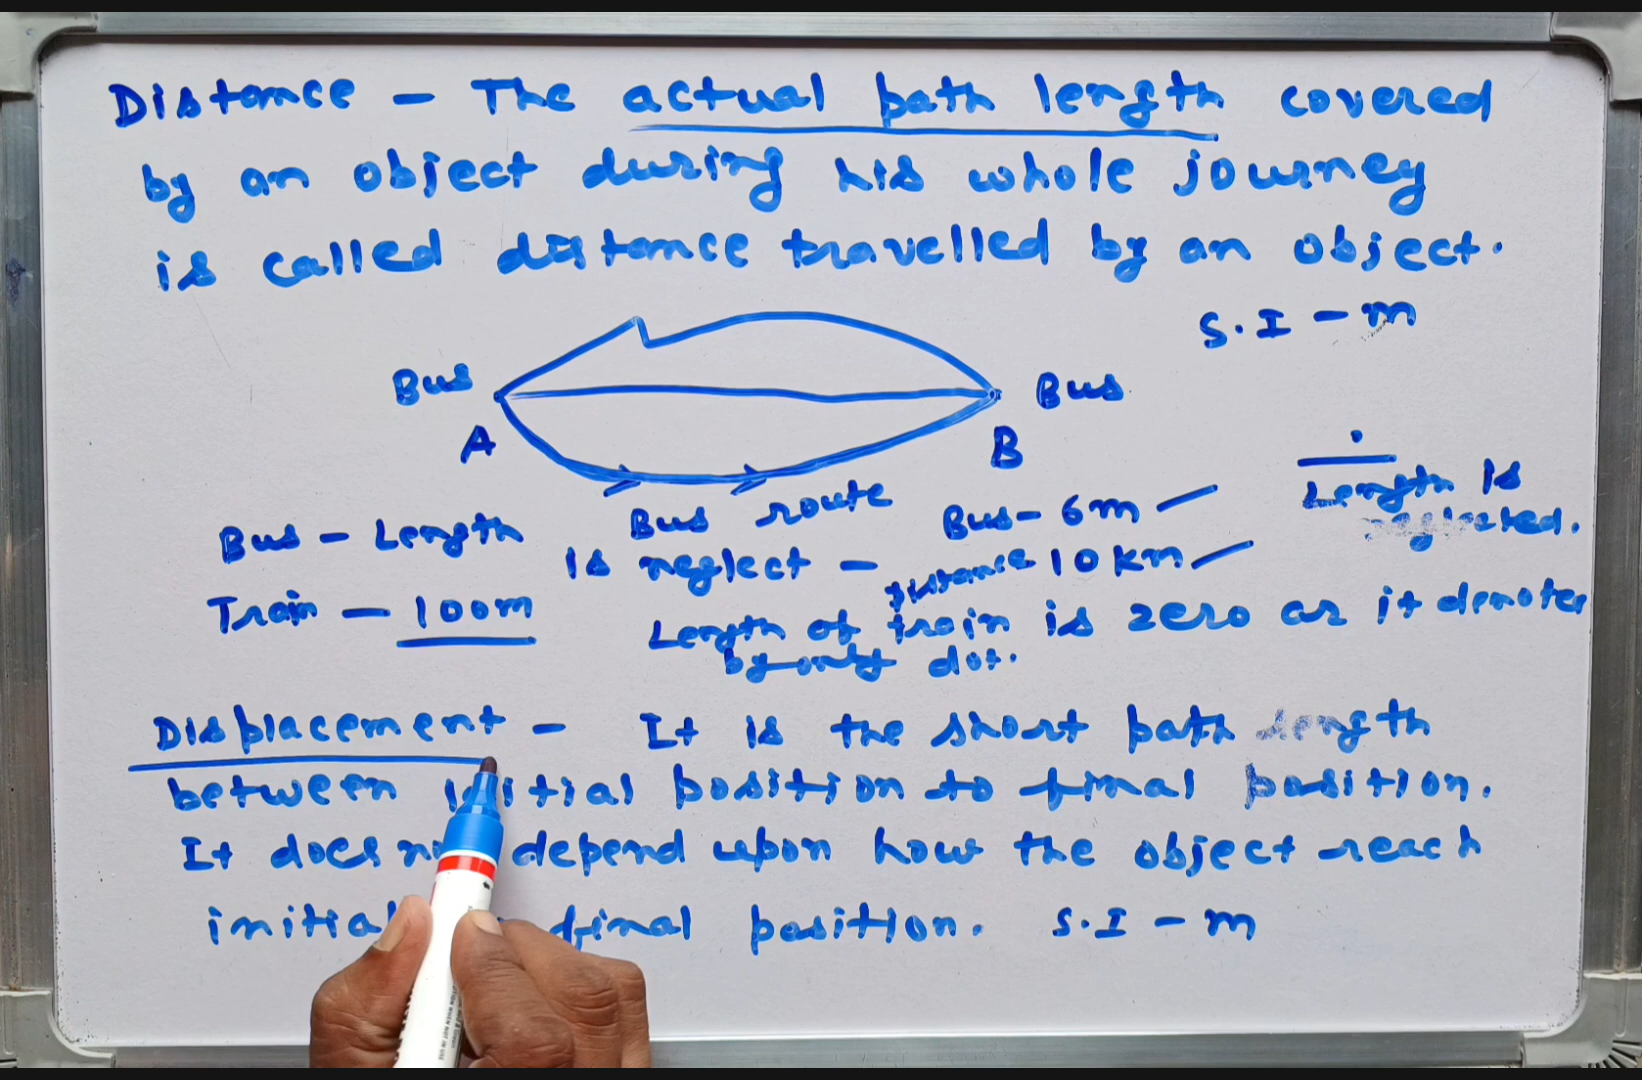 Distance - The actual path length covered
by an object during his whole journey
is called distance travelled by an object.
S.I - m
Bus
Bus
A
B
Bus route
Bus - Length
is neglect -
Bus - 6m
distance 10 km
Length is
neglected.
Train - 100m
Length of train is zero as it denotes
by only dot.
Displacement - It is the short path length
between initial position to final position.
It does depend upon how the object reach
initial final position. S.I - m